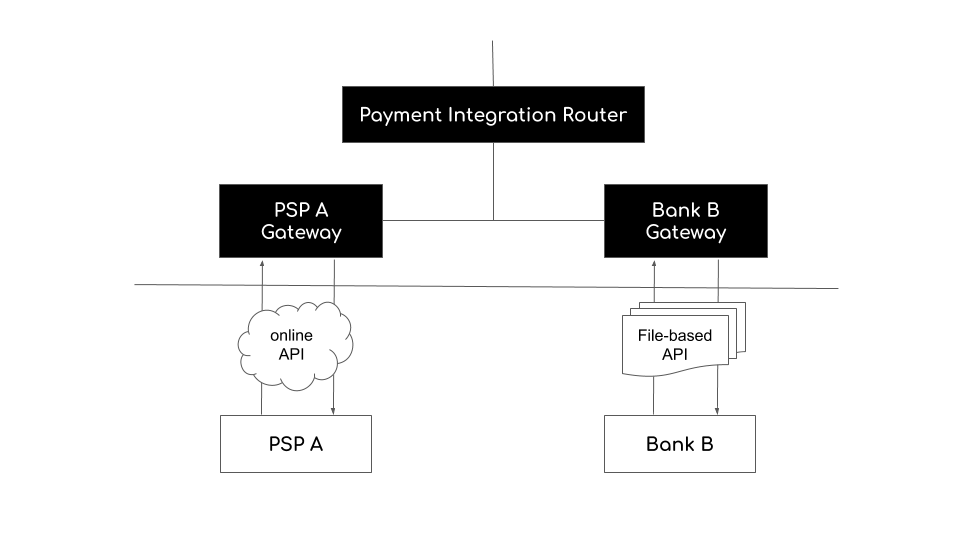 Payment Integration Router
PSP A
Gateway
Bank B
Gateway
online
API
File-based
API
PSP A
Bank B